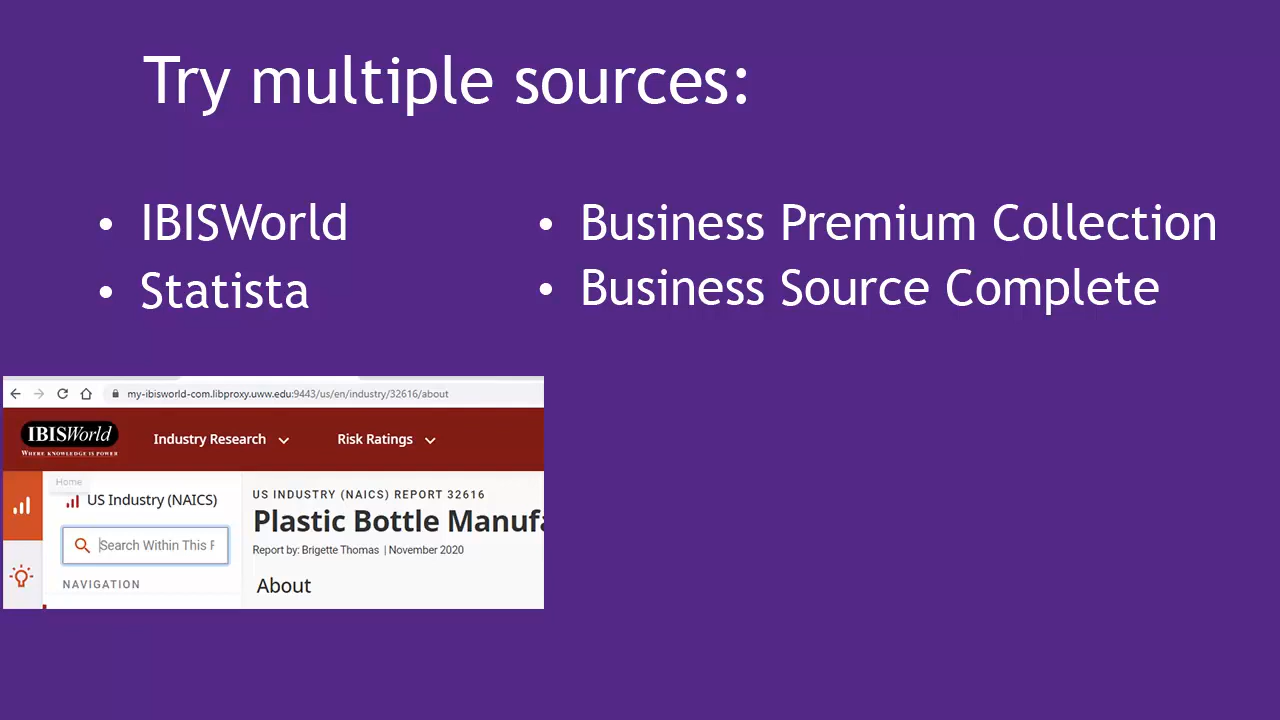 Try multiple sources:
• IBISWorld
• Statista
• Business Premium Collection
• Business Source Complete
my-ibisworld-com.libproxy.uww.edu:9443/us/en/industry/32616/about
IBISWorld
WHERE KNOWLEDGE IS POWER
Industry Research
Risk Ratings
Home
US Industry (NAICS)
Search Within This
NAVIGATION
US INDUSTRY (NAICS) REPORT 32616
Plastic Bottle Manufa
Report by: Brigette Thomas | November 2020
About